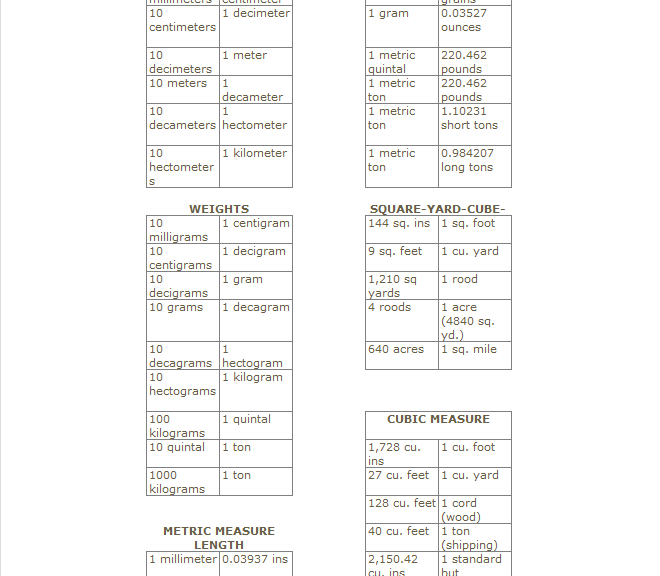 millimeters centimeter
10 1 decimeter
centimeters
10 1 meter
decimeters
10 meters 1
decameter
10 1
decameters hectometer
10 1 kilometer
hectometer
s
WEIGHTS
10 1 centigram
milligrams
10 1 decigram
centigrams
10 1 gram
decigrams
10 grams 1 decagram
10 1
decagrams hectogram
10 1 kilogram
hectograms
100 1 quintal
kilograms
10 quintal 1 ton
1000 1 ton
kilograms
METRIC MEASURE
LENGTH
1 millimeter 0.03937 ins
grains
1 gram 0.03527
ounces
1 metric 220.462
quintal pounds
1 metric 220.462
ton pounds
1 metric 1.10231
ton short tons
1 metric 0.984207
ton long tons
SQUARE-YARD-CUBE-
144 sq. ins 1 sq. foot
9 sq. feet 1 cu. yard
1,210 sq 1 rood
yards
4 roods 1 acre
(4840 sq.
yd.)
640 acres 1 sq. mile
CUBIC MEASURE
1,728 cu. 1 cu. foot
ins
27 cu. feet 1 cu. yard
128 cu. feet 1 cord
(wood)
40 cu. feet 1 ton
(shipping)
2,150.42 1 standard
cu. ins but